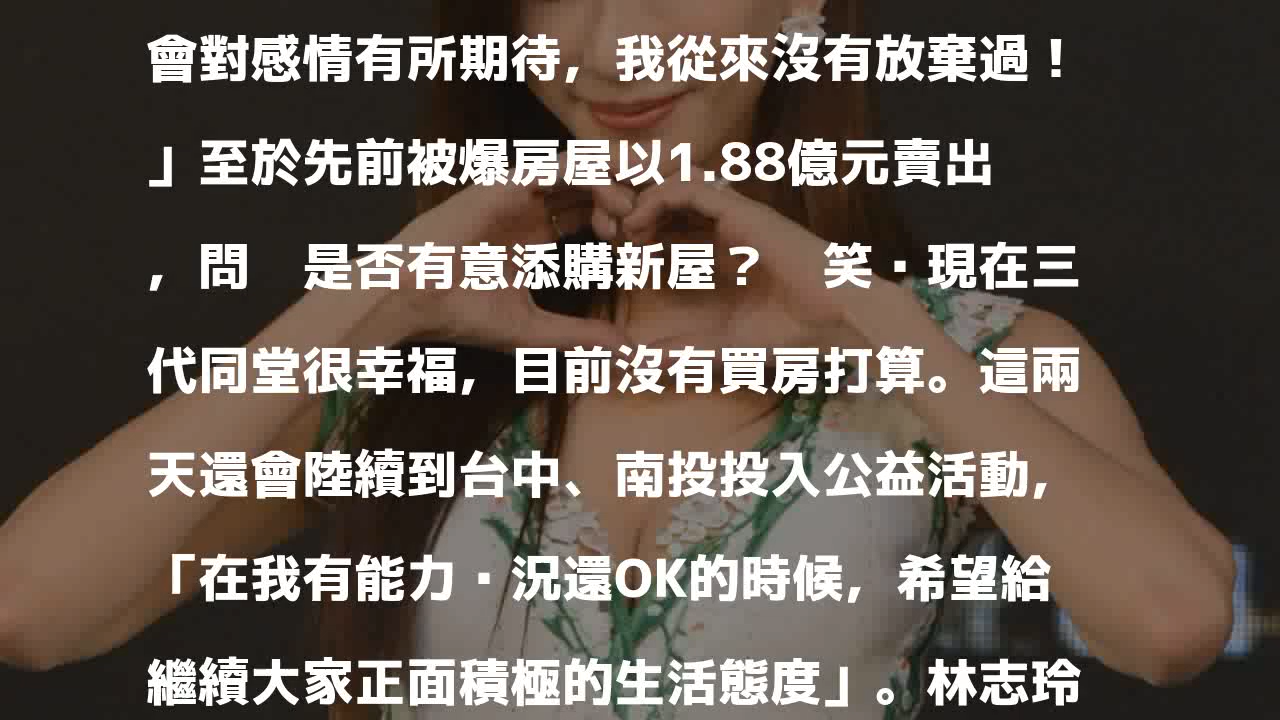 會對感情有所期待，我從來沒有放棄過！
」至於先前被爆房屋以1.88億元賣出
，問　是否有意添購新屋？　笑▪現在三
代同堂很幸福，目前沒有買房打算。這兩
天還會陸續到台中、南投投入公益活動，
「在我有能力▪況還OK的時候，希望給
繼續大家正面積極的生活態度」。林志玲